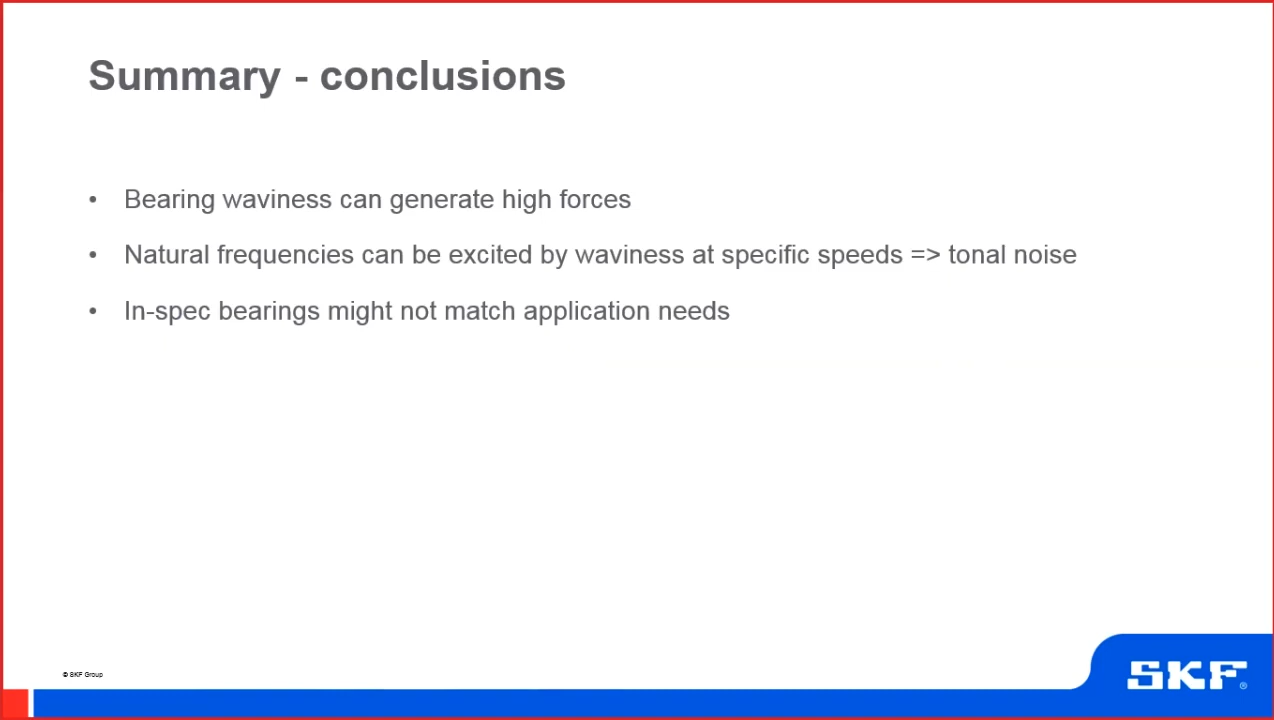 Summary - conclusions
• Bearing waviness can generate high forces
• Natural frequencies can be excited by waviness at specific speeds => tonal noise
• In-spec bearings might not match application needs
© SKF Group
SKF®